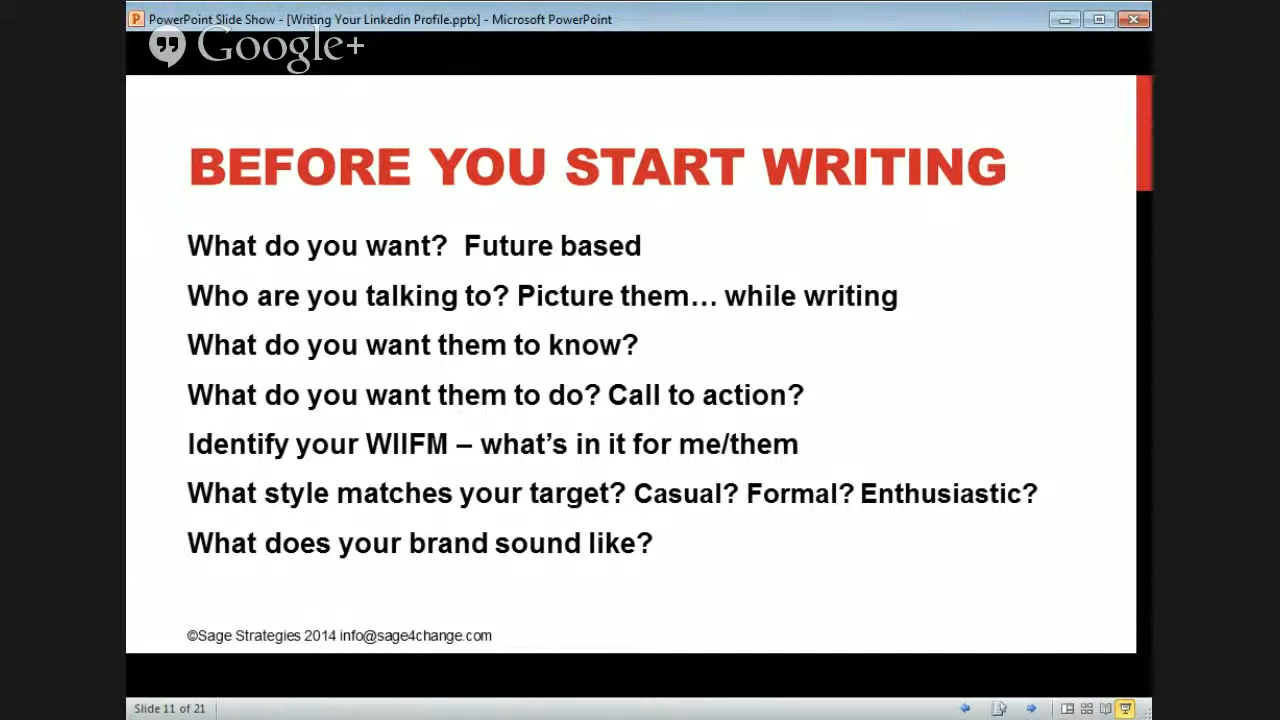 PowerPoint Slide Show - [Writing Your Linkedin Profile.pptx] - Microsoft PowerPoint
Google+
BEFORE YOU START WRITING
What do you want?  Future based
Who are you talking to? Picture them… while writing
What do you want them to know?
What do you want them to do? Call to action?
Identify your WIIFM – what's in it for me/them
What style matches your target? Casual? Formal? Enthusiastic?
What does your brand sound like?
©Sage Strategies 2014 info@sage4change.com
Slide 11 of 21